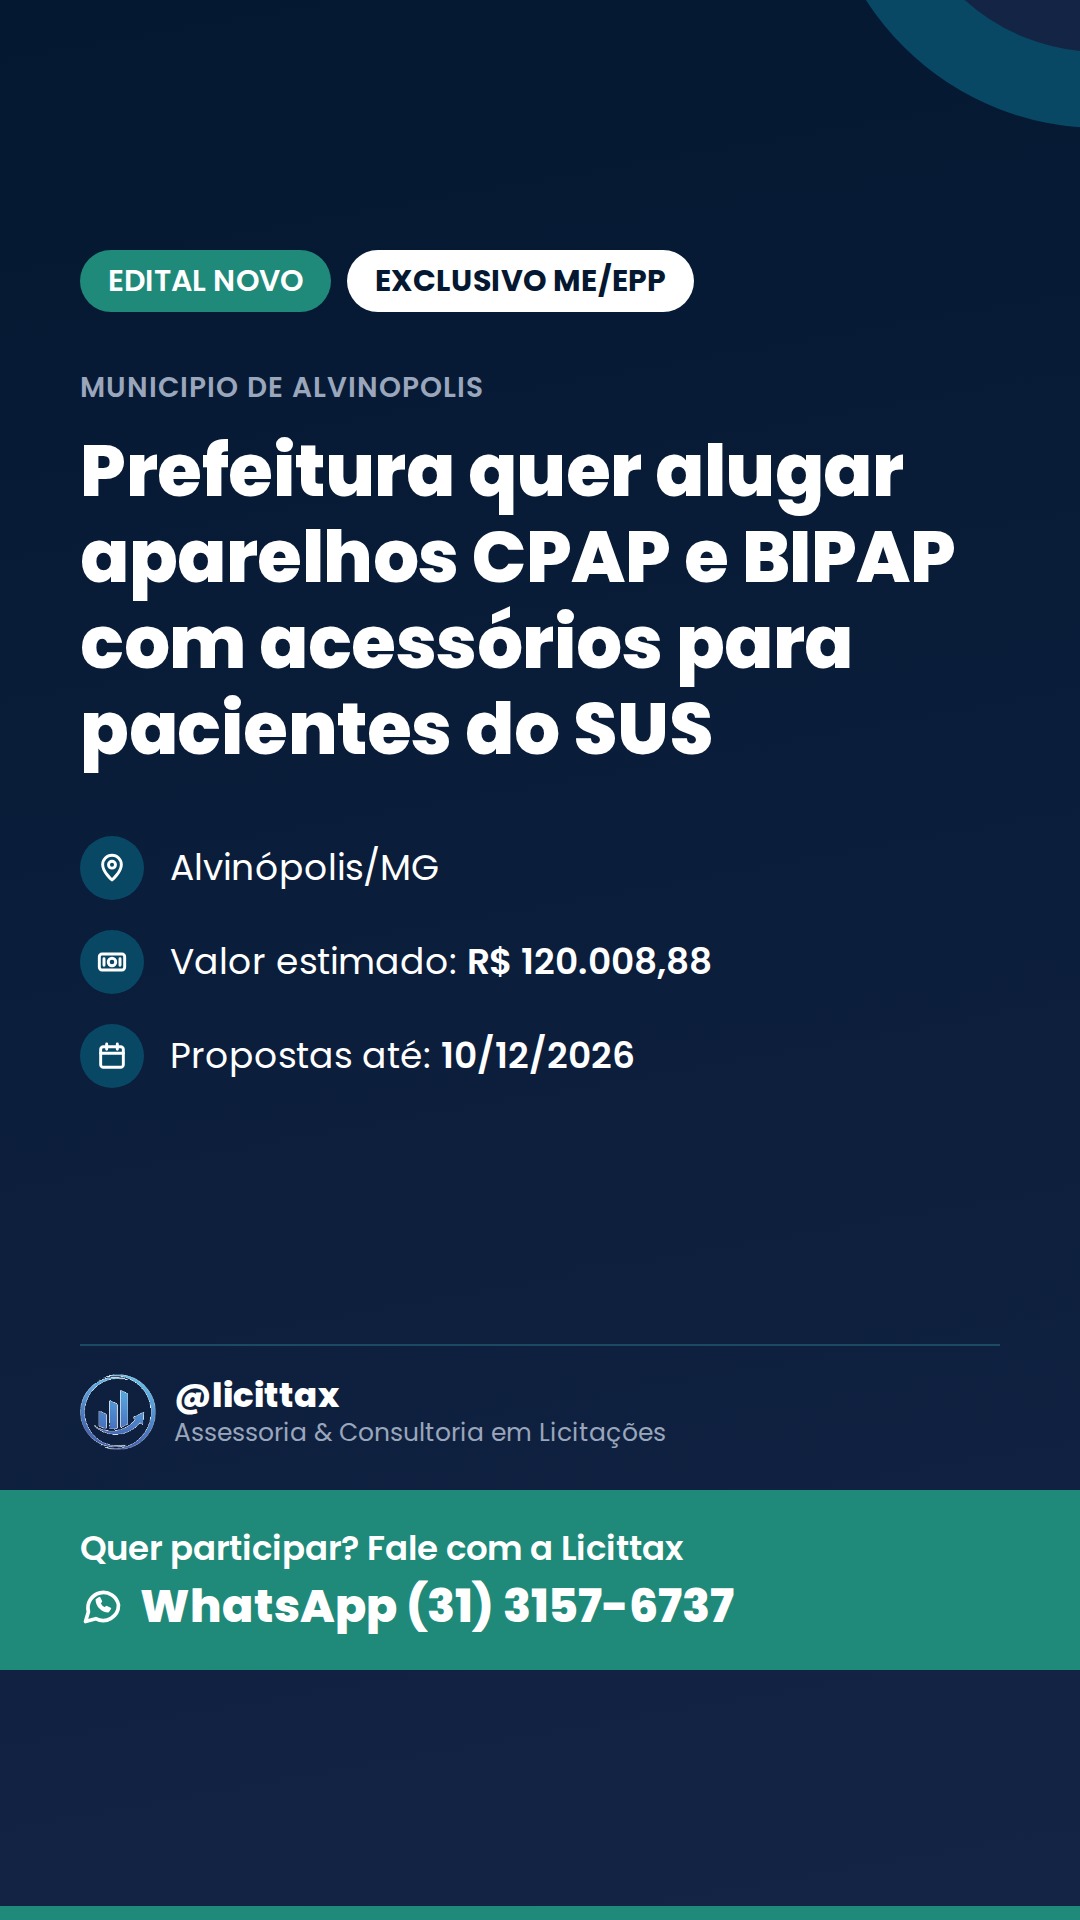 EDITAL NOVO
EXCLUSIVO ME/EPP
MUNICIPIO DE ALVINOPOLIS
Prefeitura quer alugar
aparelhos CPAP e BIPAP
com acessórios para
pacientes do SUS
Alvinópolis/MG
Valor estimado: R$ 120.008,88
Propostas até: 10/12/2026
@licittax
Assessoria & Consultoria em Licitações
Quer participar? Fale com a Licittax
WhatsApp (31) 3157-6737